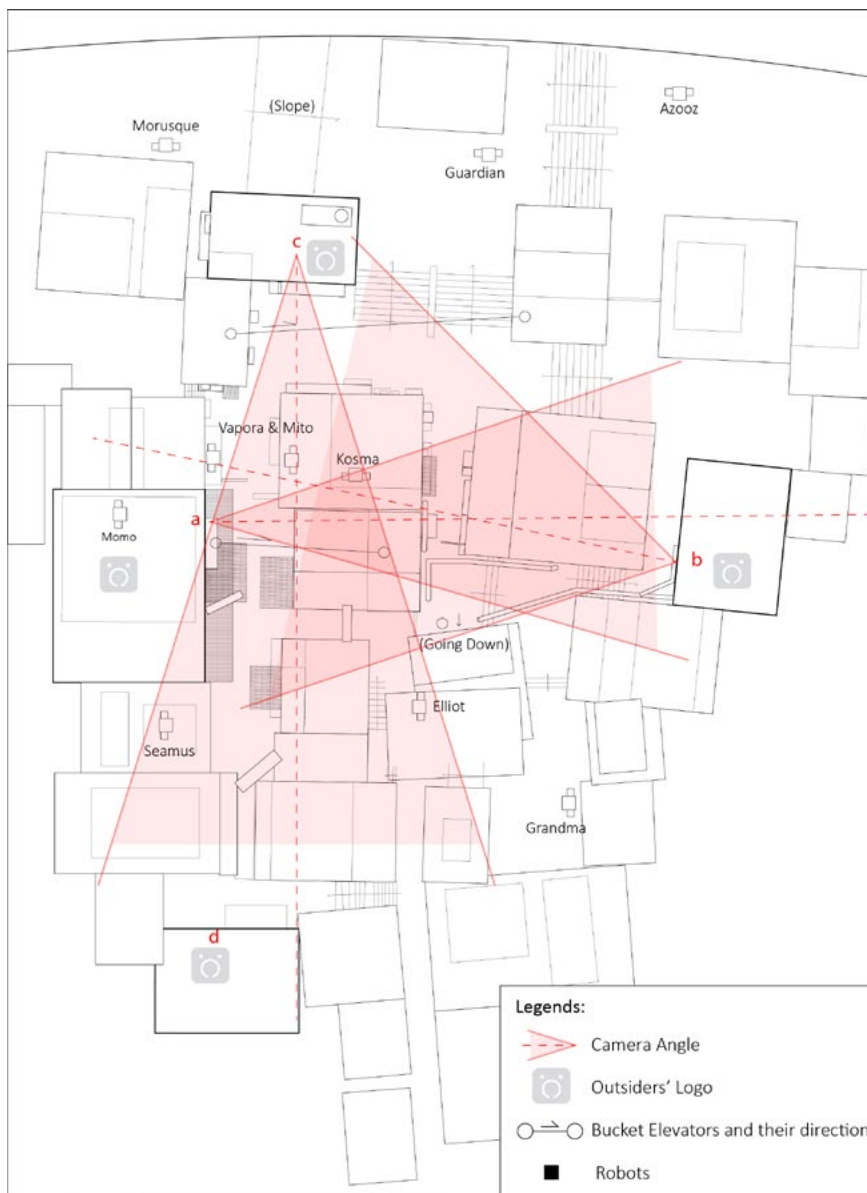 (Slope)
Azooz
Morusque
Guardian
c
Vapora & Mito
Kosma
a
Momo
b
(Going Down)
Elliot
Seamus
Grandma
d
Legends:
Camera Angle
Outsiders' Logo
Bucket Elevators and their direction
Robots